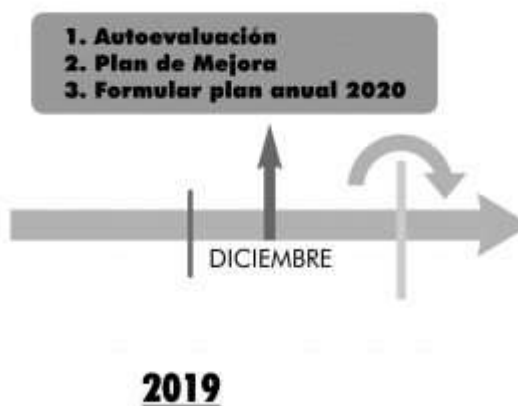 1. Autoevaluación
2. Plan de Mejora
3. Formular plan anual 2020
DICIEMBRE
2019